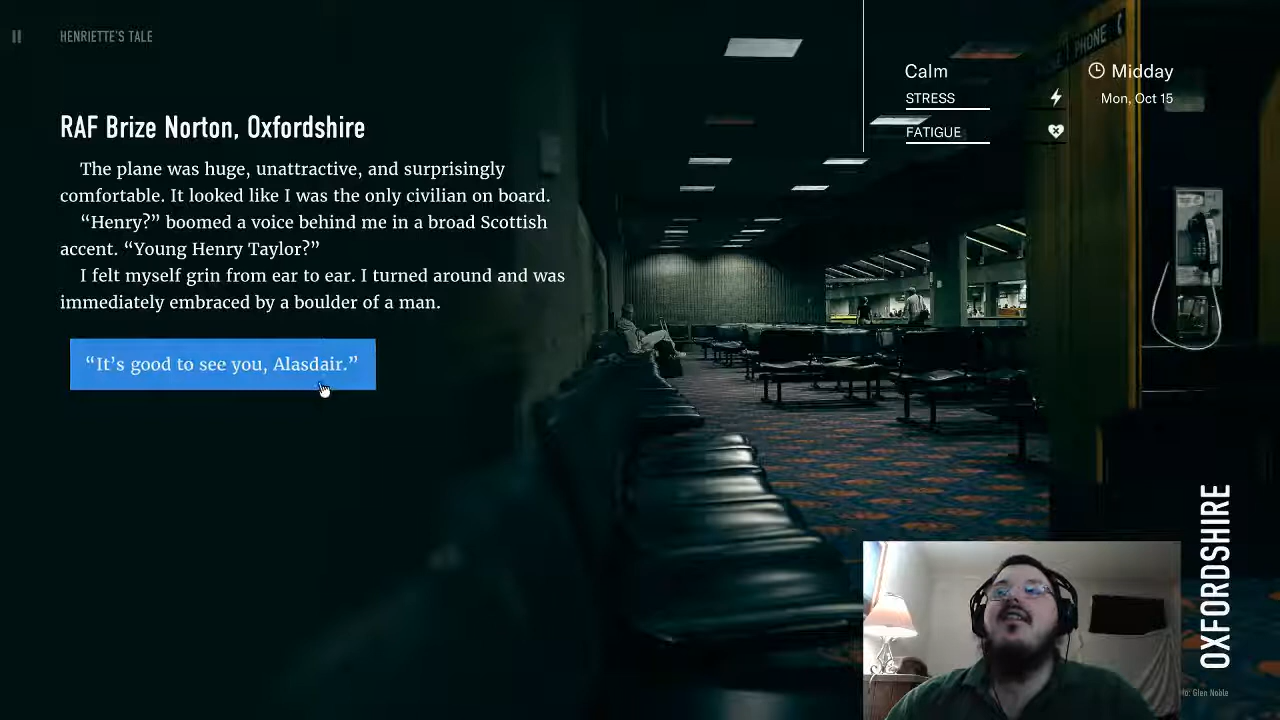 HENRIETTE'S TALE
RAF Brize Norton, Oxfordshire
The plane was huge, unattractive, and surprisingly
comfortable. It looked like I was the only civilian on board.
“Henry?” boomed a voice behind me in a broad Scottish
accent. “Young Henry Taylor?”
I felt myself grin from ear to ear. I turned around and was
immediately embraced by a boulder of a man.
“It’s good to see you, Alasdair.”
Calm
STRESS
FATIGUE
Midday
Mon, Oct 15
PHONE
OXFORDSHIRE
Glen Noble